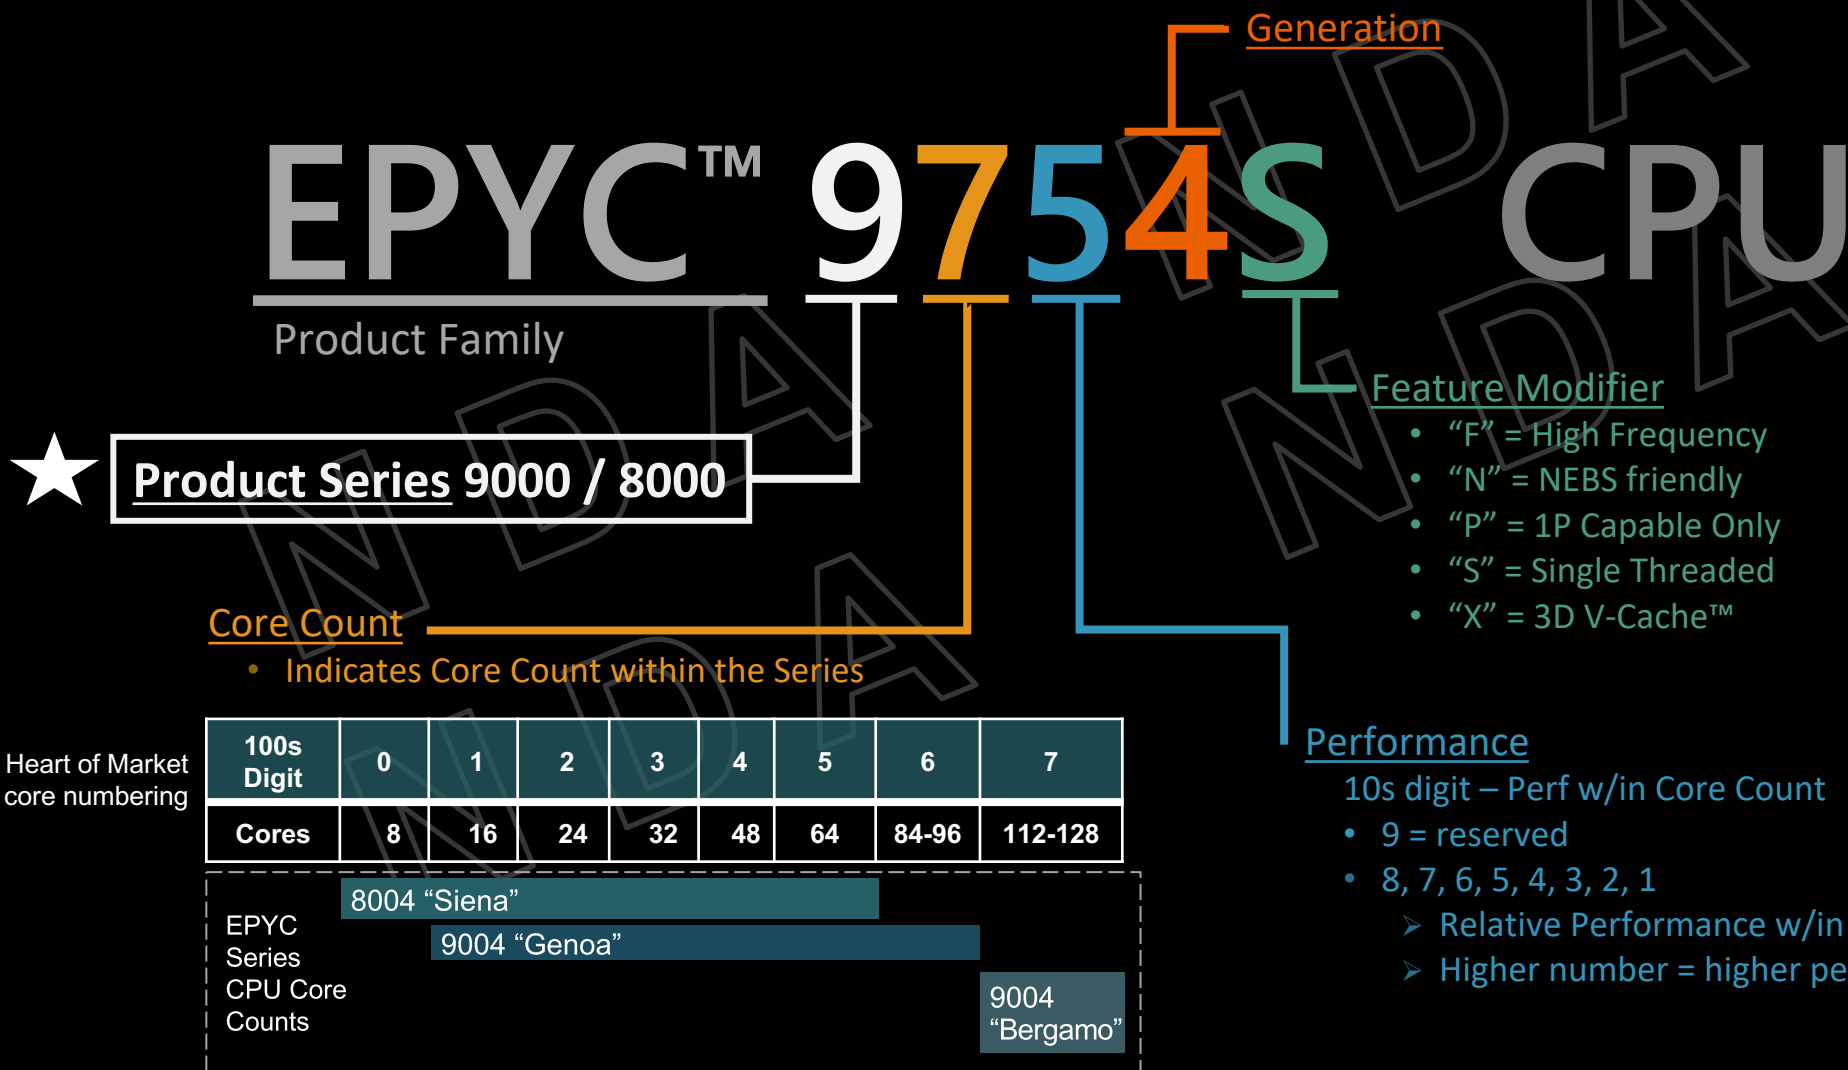 Generation
EPYC™ 9754S CPU
Product Family
Product Series 9000 / 8000
Feature Modifier
• “F” = High Frequency
• “N” = NEBS friendly
• “P” = 1P Capable Only
• “S” = Single Threaded
• “X” = 3D V-Cache™
Core Count
• Indicates Core Count within the Series
Heart of Market
core numbering
100s Digit 0 1 2 3 4 5 6 7
Cores 8 16 24 32 48 64 84-96 112-128
EPYC
Series
CPU Core
Counts
8004 “Siena”
9004 “Genoa”
9004
“Bergamo”
Performance
10s digit – Perf w/in Core Count
• 9 = reserved
• 8, 7, 6, 5, 4, 3, 2, 1
➢ Relative Performance w/in
➢ Higher number = higher pe
NDA
NDA
NDA
NDA